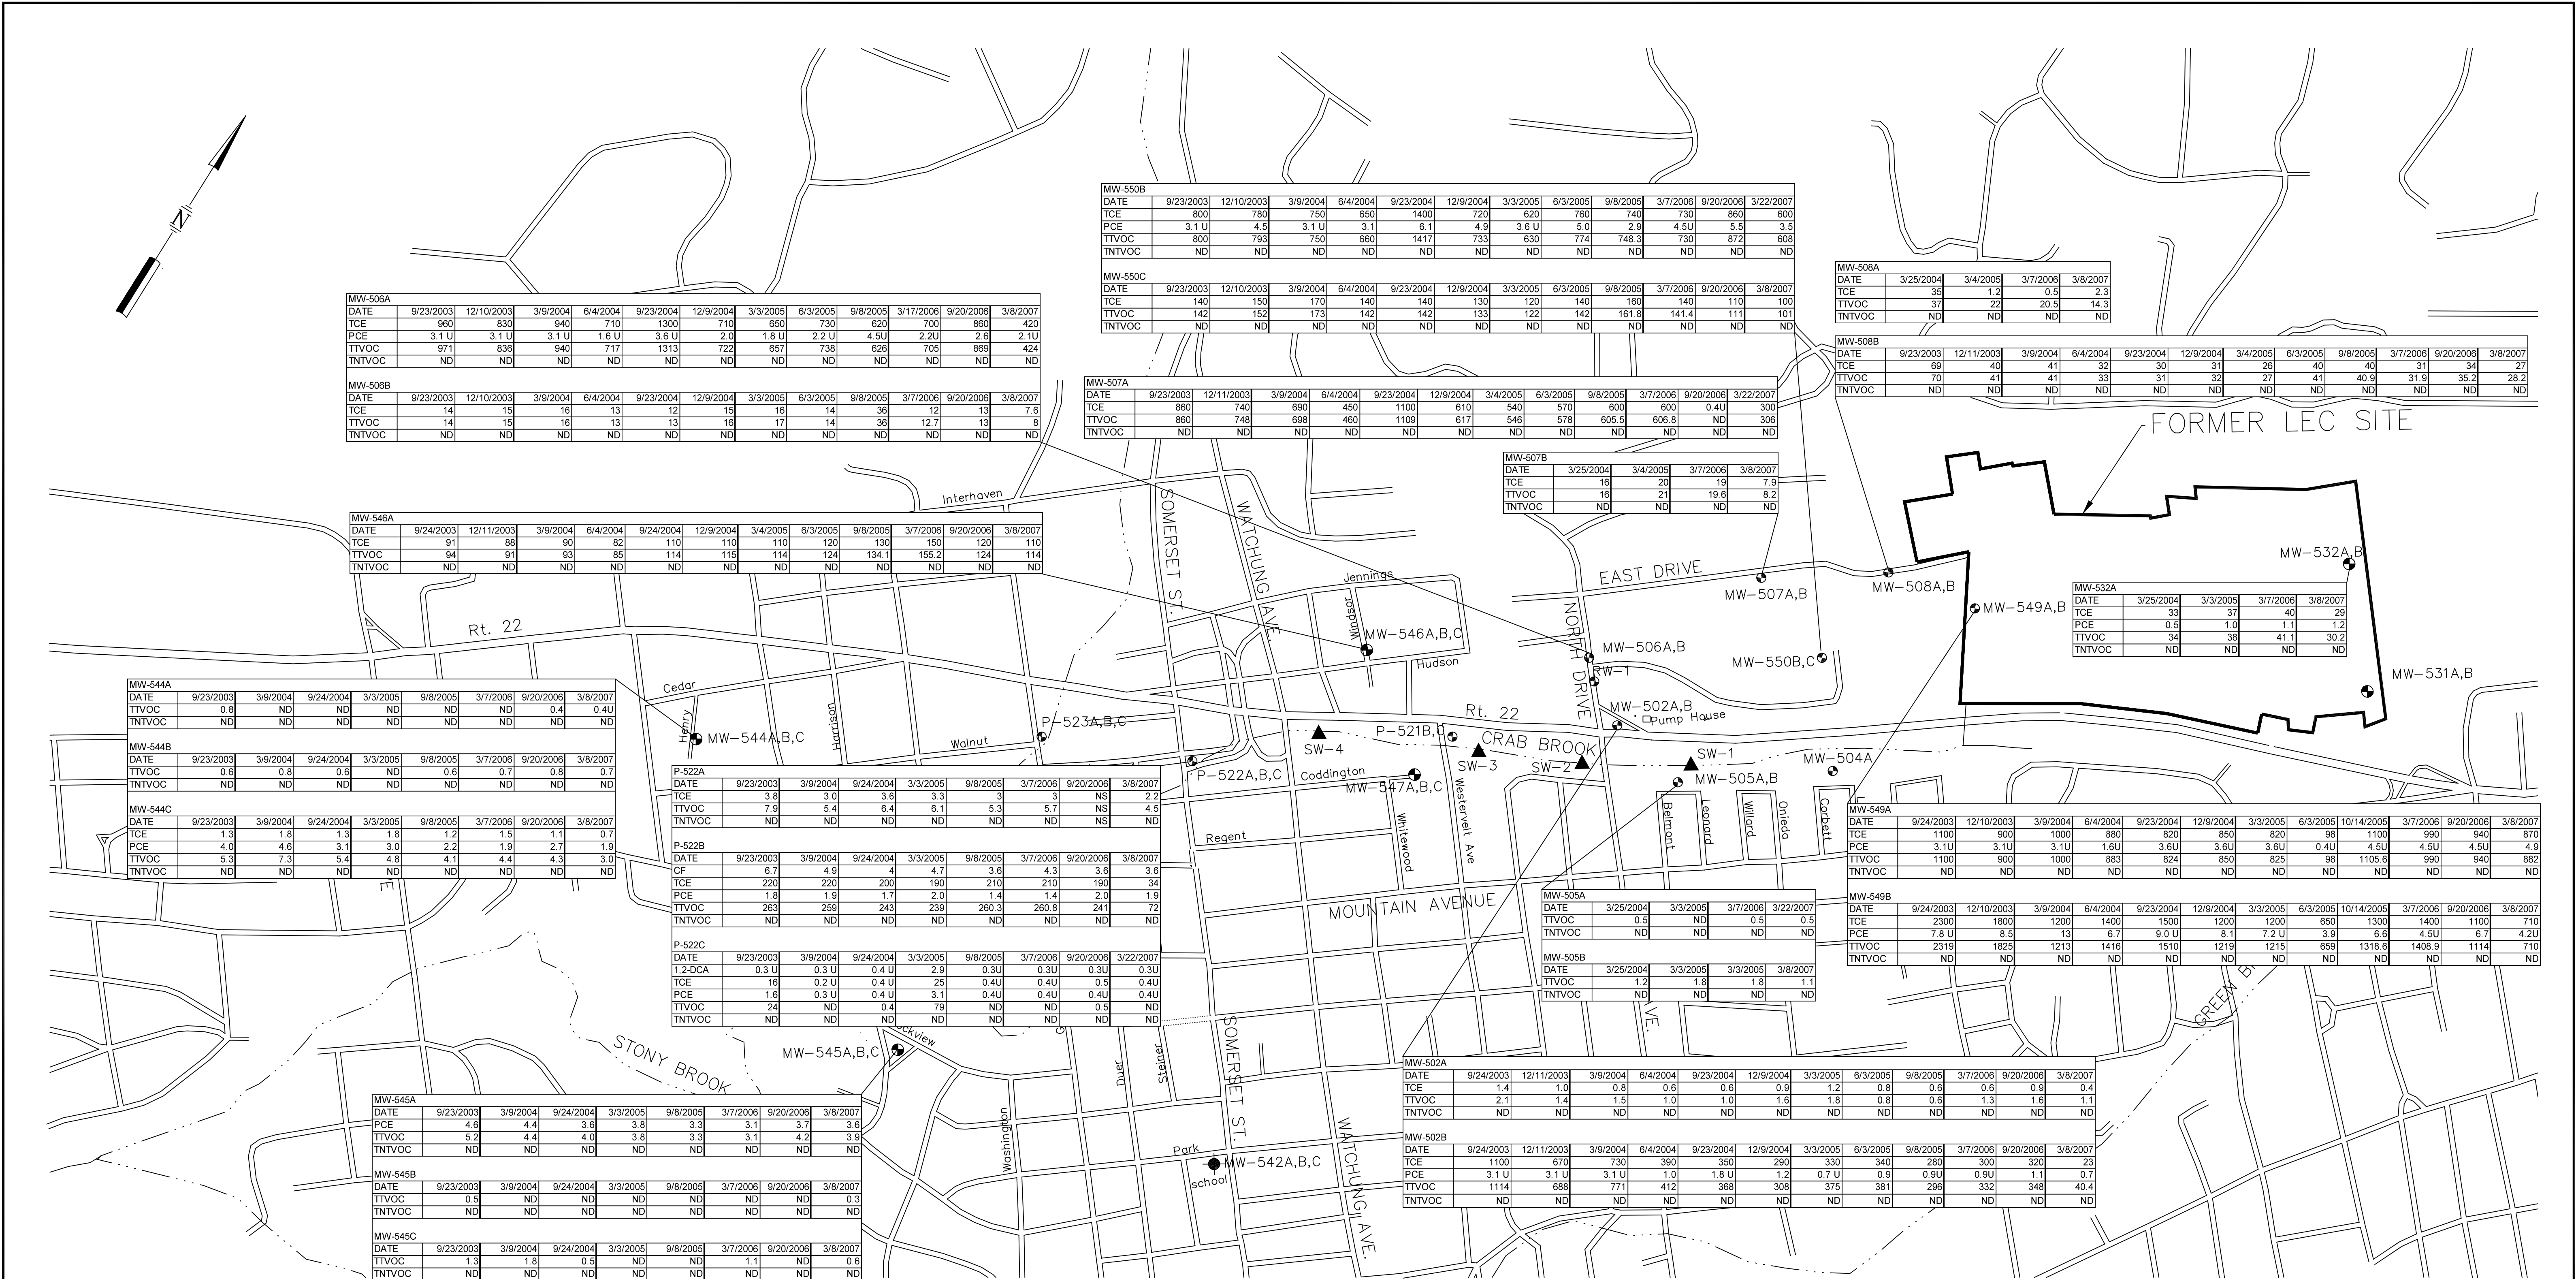 N
MW-550B
DATE 9/23/2003 12/10/2003 3/9/2004 6/4/2004 9/23/2004 12/9/2004 3/3/2005 6/3/2005 9/8/2005 3/7/2006 9/20/2006 3/22/2007
TCE 800 780 750 650 1400 720 620 760 740 730 860 600
PCE 3.1 U 4.5 3.1 U 3.1 6.1 4.9 3.6 U 5.0 2.9 4.5U 5.5 3.5
TTVOC 800 793 750 660 1417 733 630 774 748.3 730 872 608
TNTVOC ND ND ND ND ND ND ND ND ND ND ND ND
MW-550C
DATE 9/23/2003 12/10/2003 3/9/2004 6/4/2004 9/23/2004 12/9/2004 3/3/2005 6/3/2005 9/8/2005 3/7/2006 9/20/2006 3/8/2007
TCE 140 150 170 140 140 130 120 140 160 140 110 100
TTVOC 142 152 173 142 142 133 122 142 161.8 141.4 111 101
TNTVOC ND ND ND ND ND ND ND ND ND ND ND ND
MW-508A
DATE 3/25/2004 3/4/2005 3/7/2006 3/8/2007
TCE 35 1.2 0.5 2.3
TTVOC 37 22 20.5 14.3
TNTVOC ND ND ND ND
MW-506A
DATE 9/23/2003 12/10/2003 3/9/2004 6/4/2004 9/23/2004 12/9/2004 3/3/2005 6/3/2005 9/8/2005 3/17/2006 9/20/2006 3/8/2007
TCE 960 830 940 710 1300 710 650 730 620 700 860 420
PCE 3.1 U 3.1 U 3.1 U 1.6 U 3.6 U 2.0 1.8 U 2.2 U 4.5U 2.2U 2.6 2.1U
TTVOC 971 836 940 717 1313 722 657 738 626 705 869 424
TNTVOC ND ND ND ND ND ND ND ND ND ND ND ND
MW-506B
DATE 9/23/2003 12/10/2003 3/9/2004 6/4/2004 9/23/2004 12/9/2004 3/3/2005 6/3/2005 9/8/2005 3/7/2006 9/20/2006 3/8/2007
TCE 14 15 16 13 12 15 16 14 36 12 13 7.6
TTVOC 14 15 16 13 13 16 17 14 36 12.7 13 8
TNTVOC ND ND ND ND ND ND ND ND ND ND ND ND
MW-508B
DATE 9/23/2003 12/11/2003 3/9/2004 6/4/2004 9/23/2004 12/9/2004 3/4/2005 6/3/2005 9/8/2005 3/7/2006 9/20/2006 3/8/2007
TCE 69 40 41 32 30 31 26 40 40 31 34 27
TTVOC 70 41 41 33 31 32 27 41 40.9 31.9 35.2 28.2
TNTVOC ND ND ND ND ND ND ND ND ND ND ND ND
MW-507A
DATE 9/23/2003 12/11/2003 3/9/2004 6/4/2004 9/23/2004 12/9/2004 3/4/2005 6/3/2005 9/8/2005 3/7/2006 9/20/2006 3/22/2007
TCE 860 740 690 450 1100 610 540 570 600 600 0.4U 300
TTVOC 860 748 698 460 1109 617 546 578 605.5 606.8 ND 306
TNTVOC ND ND ND ND ND ND ND ND ND ND ND ND
FORMER LEC SITE
MW-507B
DATE 3/25/2004 3/4/2005 3/7/2006 3/8/2007
TCE 16 20 19 7.9
TTVOC 16 21 19.6 8.2
TNTVOC ND ND ND ND
Interhaven
SOMERSET ST.
WATCHUNG AVE.
MW-546A
DATE 9/24/2003 12/11/2003 3/9/2004 6/4/2004 9/24/2004 12/9/2004 3/4/2005 6/3/2005 9/8/2005 3/7/2006 9/20/2006 3/8/2007
TCE 91 88 90 82 110 110 110 120 130 150 120 110
TTVOC 94 91 93 85 114 115 114 124 134.1 155.2 124 114
TNTVOC ND ND ND ND ND ND ND ND ND ND ND ND
MW-532A,B
Jennings
EAST DRIVE
MW-508A,B
MW-507A,B
MW-532A
DATE 3/25/2004 3/3/2005 3/7/2006 3/8/2007
TCE 33 37 40 29
PCE 0.5 1.0 1.1 1.2
TTVOC 34 38 41.1 30.2
TNTVOC ND ND ND ND
Windsor
NORTH DRIVE
MW-549A,B
Rt. 22
MW-546A,B,C
MW-506A,B
MW-550B,C
Hudson
RW-1
MW-531A,B
Cedar
MW-544A
DATE 9/23/2003 3/9/2004 9/24/2004 3/3/2005 9/8/2005 3/7/2006 9/20/2006 3/8/2007
TTVOC 0.8 ND ND ND ND ND 0.4 0.4U
TNTVOC ND ND ND ND ND ND ND ND
MW-544B
DATE 9/23/2003 3/9/2004 9/24/2004 3/3/2005 9/8/2005 3/7/2006 9/20/2006 3/8/2007
TTVOC 0.6 0.8 0.6 ND 0.6 0.7 0.8 0.7
TNTVOC ND ND ND ND ND ND ND ND
MW-544C
DATE 9/23/2003 3/9/2004 9/24/2004 3/3/2005 9/8/2005 3/7/2006 9/20/2006 3/8/2007
TCE 1.3 1.8 1.3 1.8 1.2 1.5 1.1 0.7
PCE 4.0 4.6 3.1 3.0 2.2 1.9 2.7 1.9
TTVOC 5.3 7.3 5.4 4.8 4.1 4.4 4.3 3.0
TNTVOC ND ND ND ND ND ND ND ND
Henry
MW-544A,B,C
Harrison
Walnut
P-523A,B,C
Rt. 22
MW-502A,B
Pump House
SW-4
P-521B,C
CRAB BROOK
SW-3
SW-2
SW-1
MW-504A
P-522A,B,C
Coddington
MW-547A,B,C
MW-505A,B
Westervelt Ave
Whitewood
Regent
Belmont
Leonard
Willard
Onieda
Corbett
P-522A
DATE 9/23/2003 3/9/2004 9/24/2004 3/3/2005 9/8/2005 3/7/2006 9/20/2006 3/8/2007
TCE 3.8 3.0 3.6 3.3 3 3 NS 2.2
TTVOC 7.9 5.4 6.4 6.1 5.3 5.7 NS 4.5
TNTVOC ND ND ND ND ND ND NS ND
P-522B
DATE 9/23/2003 3/9/2004 9/24/2004 3/3/2005 9/8/2005 3/7/2006 9/20/2006 3/8/2007
CF 6.7 4.9 4 4.7 3.6 4.3 3.6 3.6
TCE 220 220 200 190 210 210 190 34
PCE 1.8 1.9 1.7 2.0 1.4 1.4 2.0 1.9
TTVOC 263 259 243 239 260.3 260.8 241 72
TNTVOC ND ND ND ND ND ND ND ND
P-522C
DATE 9/23/2003 3/9/2004 9/24/2004 3/3/2005 9/8/2005 3/7/2006 9/20/2006 3/22/2007
1,2-DCA 0.3 U 0.3 U 0.4 U 2.9 0.3U 0.3U 0.3U 0.3U
TCE 16 0.2 U 0.4 U 25 0.4U 0.4U 0.5 0.4U
PCE 1.6 0.3 U 0.4 U 3.1 0.4U 0.4U 0.4U 0.4U
TTVOC 24 ND 0.4 79 ND ND 0.5 ND
TNTVOC ND ND ND ND ND ND ND ND
MW-549A
DATE 9/24/2003 12/10/2003 3/9/2004 6/4/2004 9/23/2004 12/9/2004 3/3/2005 6/3/2005 10/14/2005 3/7/2006 9/20/2006 3/8/2007
TCE 1100 900 1000 880 820 850 820 98 1100 990 940 870
PCE 3.1U 3.1U 3.1U 1.6U 3.6U 3.6U 3.6U 0.4U 4.5U 4.5U 4.5U 4.9
TTVOC 1100 900 1000 883 824 850 825 98 1105.6 990 940 882
TNTVOC ND ND ND ND ND ND ND ND ND ND ND ND
MW-549B
DATE 9/24/2003 12/10/2003 3/9/2004 6/4/2004 9/23/2004 12/9/2004 3/3/2005 6/3/2005 10/14/2005 3/7/2006 9/20/2006 3/8/2007
TCE 2300 1800 1200 1400 1500 1200 1200 650 1300 1400 1100 710
PCE 7.8 U 8.5 13 6.7 9.0 U 8.1 7.2 U 3.9 6.6 4.5U 6.7 4.2U
TTVOC 2319 1825 1213 1416 1510 1219 1215 659 1318.6 1408.9 1114 710
TNTVOC ND ND ND ND ND ND ND ND ND ND ND ND
MOUNTAIN AVENUE
MW-505A
DATE 3/25/2004 3/3/2005 3/7/2006 3/22/2007
TTVOC 0.5 ND 0.5 0.5
TNTVOC ND ND ND ND
MW-505B
DATE 3/25/2004 3/3/2005 3/3/2005 3/8/2007
TTVOC 1.2 1.8 1.8 1.1
TNTVOC ND ND ND ND
AVE.
GREEN
STONY BROOK
MW-545A,B,C
Duer
Steiner
SOMERSET ST.
WATCHUNG AVE.
Washington
Park
MW-542A,B,C
school
MW-502A
DATE 9/24/2003 12/11/2003 3/9/2004 6/4/2004 9/23/2004 12/9/2004 3/3/2005 6/3/2005 9/8/2005 3/7/2006 9/20/2006 3/8/2007
TCE 1.4 1.0 0.8 0.6 0.6 0.9 1.2 0.8 0.6 0.6 0.9 0.4
TTVOC 2.1 1.4 1.5 1.0 1.0 1.6 1.8 0.8 0.6 1.3 1.6 1.1
TNTVOC ND ND ND ND ND ND ND ND ND ND ND ND
MW-502B
DATE 9/24/2003 12/11/2003 3/9/2004 6/4/2004 9/23/2004 12/9/2004 3/3/2005 6/3/2005 9/8/2005 3/7/2006 9/20/2006 3/8/2007
TCE 1100 670 730 390 350 290 330 340 280 300 320 23
PCE 3.1 U 3.1 U 3.1 U 1.0 1.8 U 1.2 0.7 U 0.9 0.9U 0.9U 1.1 0.7
TTVOC 1114 688 771 412 368 308 375 381 296 332 348 40.4
TNTVOC ND ND ND ND ND ND ND ND ND ND ND ND
MW-545A
DATE 9/23/2003 3/9/2004 9/24/2004 3/3/2005 9/8/2005 3/7/2006 9/20/2006 3/8/2007
PCE 4.6 4.4 3.6 3.8 3.3 3.1 3.7 3.6
TTVOC 5.2 4.4 4.0 3.8 3.3 3.1 4.2 3.9
TNTVOC ND ND ND ND ND ND ND ND
MW-545B
DATE 9/23/2003 3/9/2004 9/24/2004 3/3/2005 9/8/2005 3/7/2006 9/20/2006 3/8/2007
TTVOC 0.5 ND ND ND ND ND ND 0.3
TNTVOC ND ND ND ND ND ND ND ND
MW-545C
DATE 9/23/2003 3/9/2004 9/24/2004 3/3/2005 9/8/2005 3/7/2006 9/20/2006 3/8/2007
TTVOC 1.3 1.8 0.5 ND ND 1.1 ND 0.6
TNTVOC ND ND ND ND ND ND ND ND